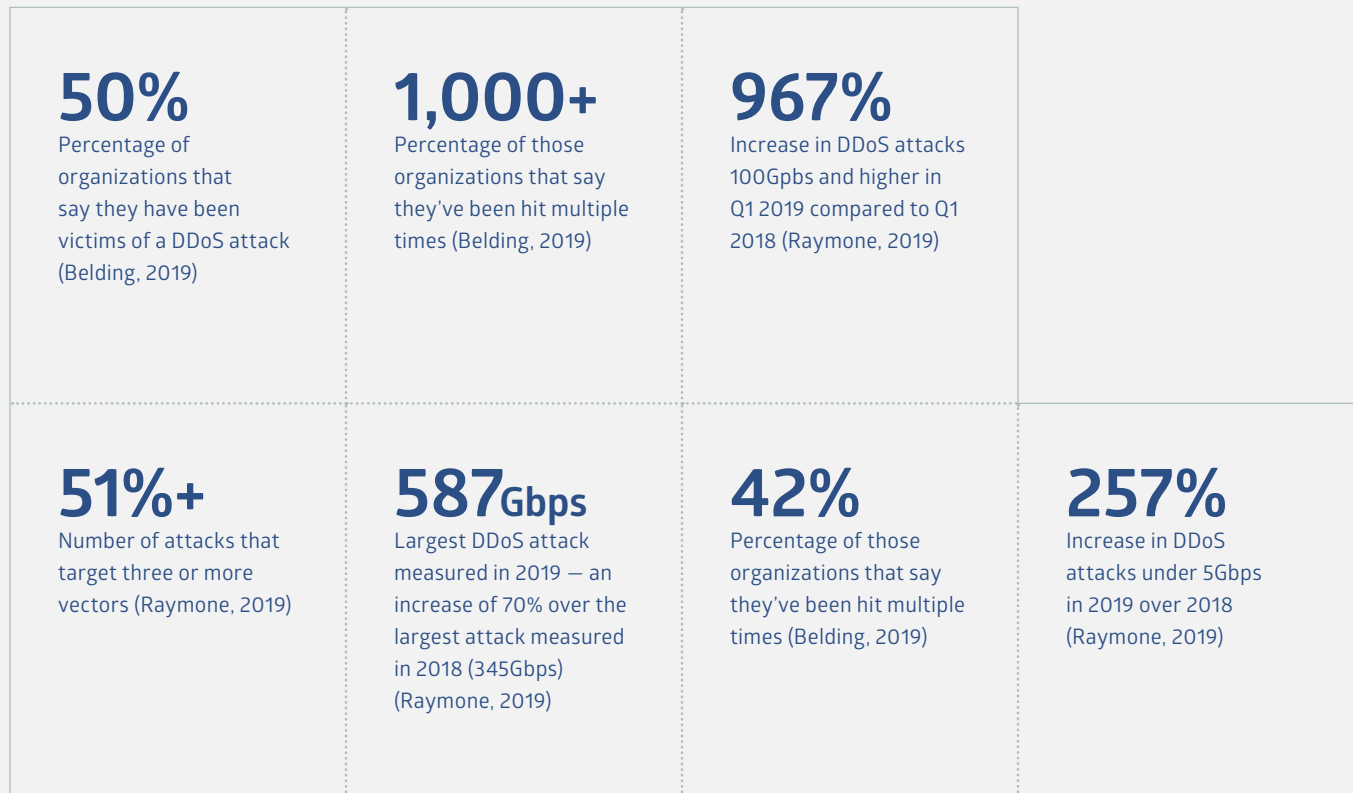 50%
Percentage of
organizations that
say they have been
victims of a DDoS attack
(Belding, 2019)
1,000+
Percentage of those
organizations that say
they've been hit multiple
times (Belding, 2019)
967%
Increase in DDoS attacks
100Gpbs and higher in
Q1 2019 compared to Q1
2018 (Raymone, 2019)
51%+
Number of attacks that
target three or more
vectors (Raymone, 2019)
587Gbps
Largest DDoS attack
measured in 2019 — an
increase of 70% over the
largest attack measured
in 2018 (345Gbps)
(Raymone, 2019)
42%
Percentage of those
organizations that say
they've been hit multiple
times (Belding, 2019)
257%
Increase in DDoS
attacks under 5Gbps
in 2019 over 2018
(Raymone, 2019)